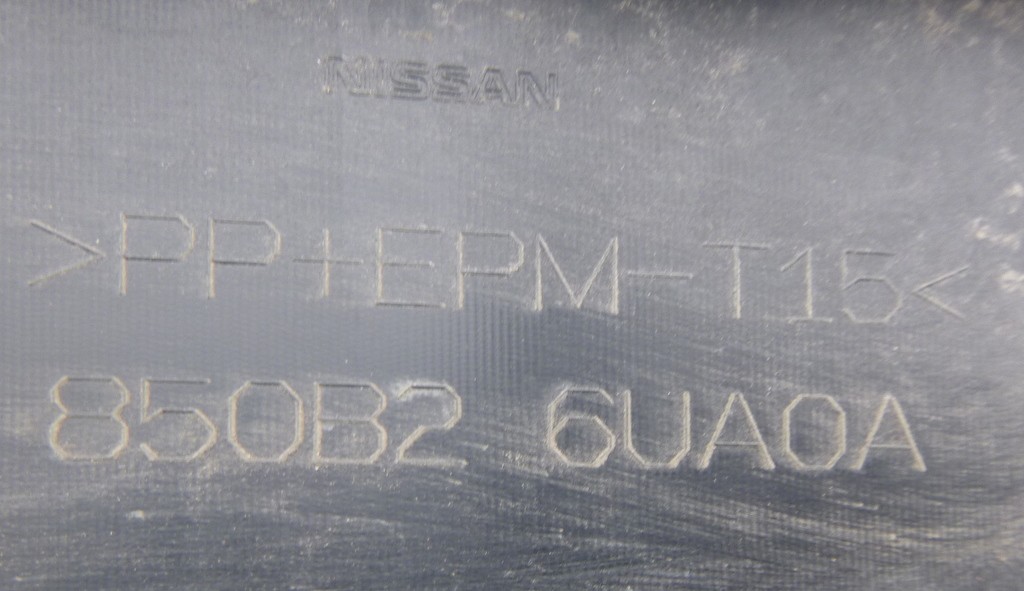 NISSAN
>PP+EPM-T15<
850B2 6UA0A